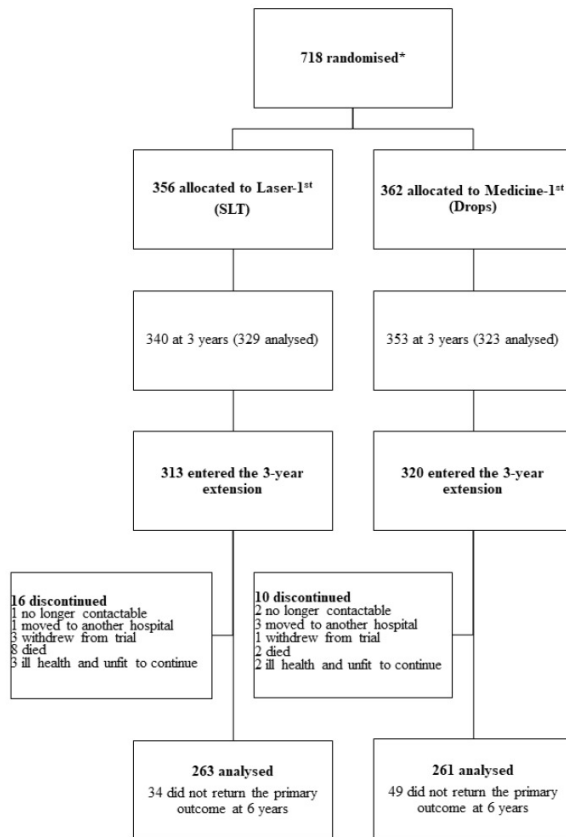 718 randomised*
356 allocated to Laser-1st
(SLT)
362 allocated to Medicine-1st
(Drops)
340 at 3 years (329 analysed)
353 at 3 years (323 analysed)
313 entered the 3-year
extension
320 entered the 3-year
extension
16 discontinued
1 no longer contactable
1 moved to another hospital
3 withdrew from trial
8 died
3 ill health and unfit to continue
10 discontinued
2 no longer contactable
3 moved to another hospital
1 withdrew from trial
2 died
2 ill health and unfit to continue
263 analysed
34 did not return the primary
outcome at 6 years
261 analysed
49 did not return the primary
outcome at 6 years